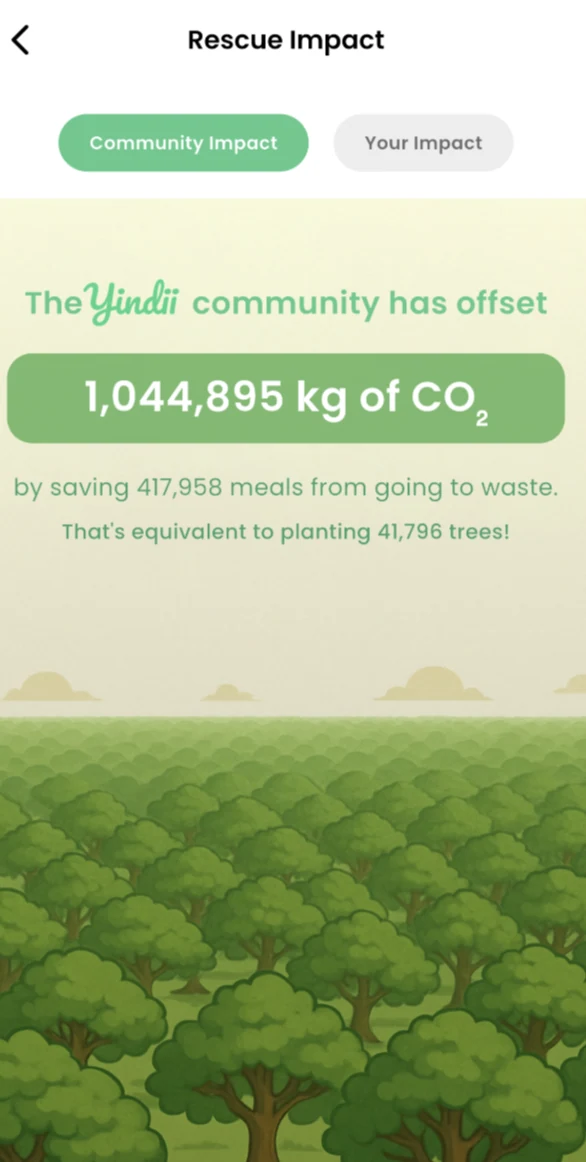 Rescue Impact
Community Impact
Your Impact
The Yindii community has offset
1,044,895 kg of CO₂
by saving 417,958 meals from going to waste.
That's equivalent to planting 41,796 trees!